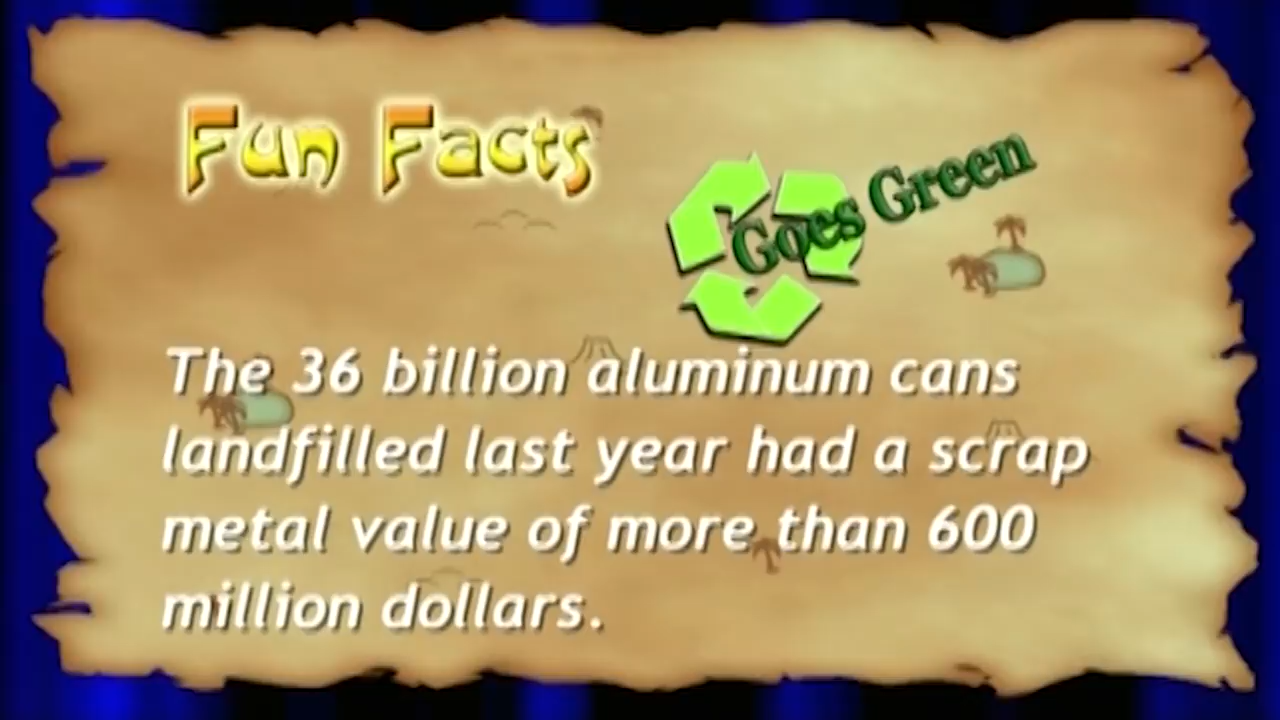 Fun Facts
Goes Green
The 36 billion aluminum cans
landfilled last year had a scrap
metal value of more than 600
million dollars.